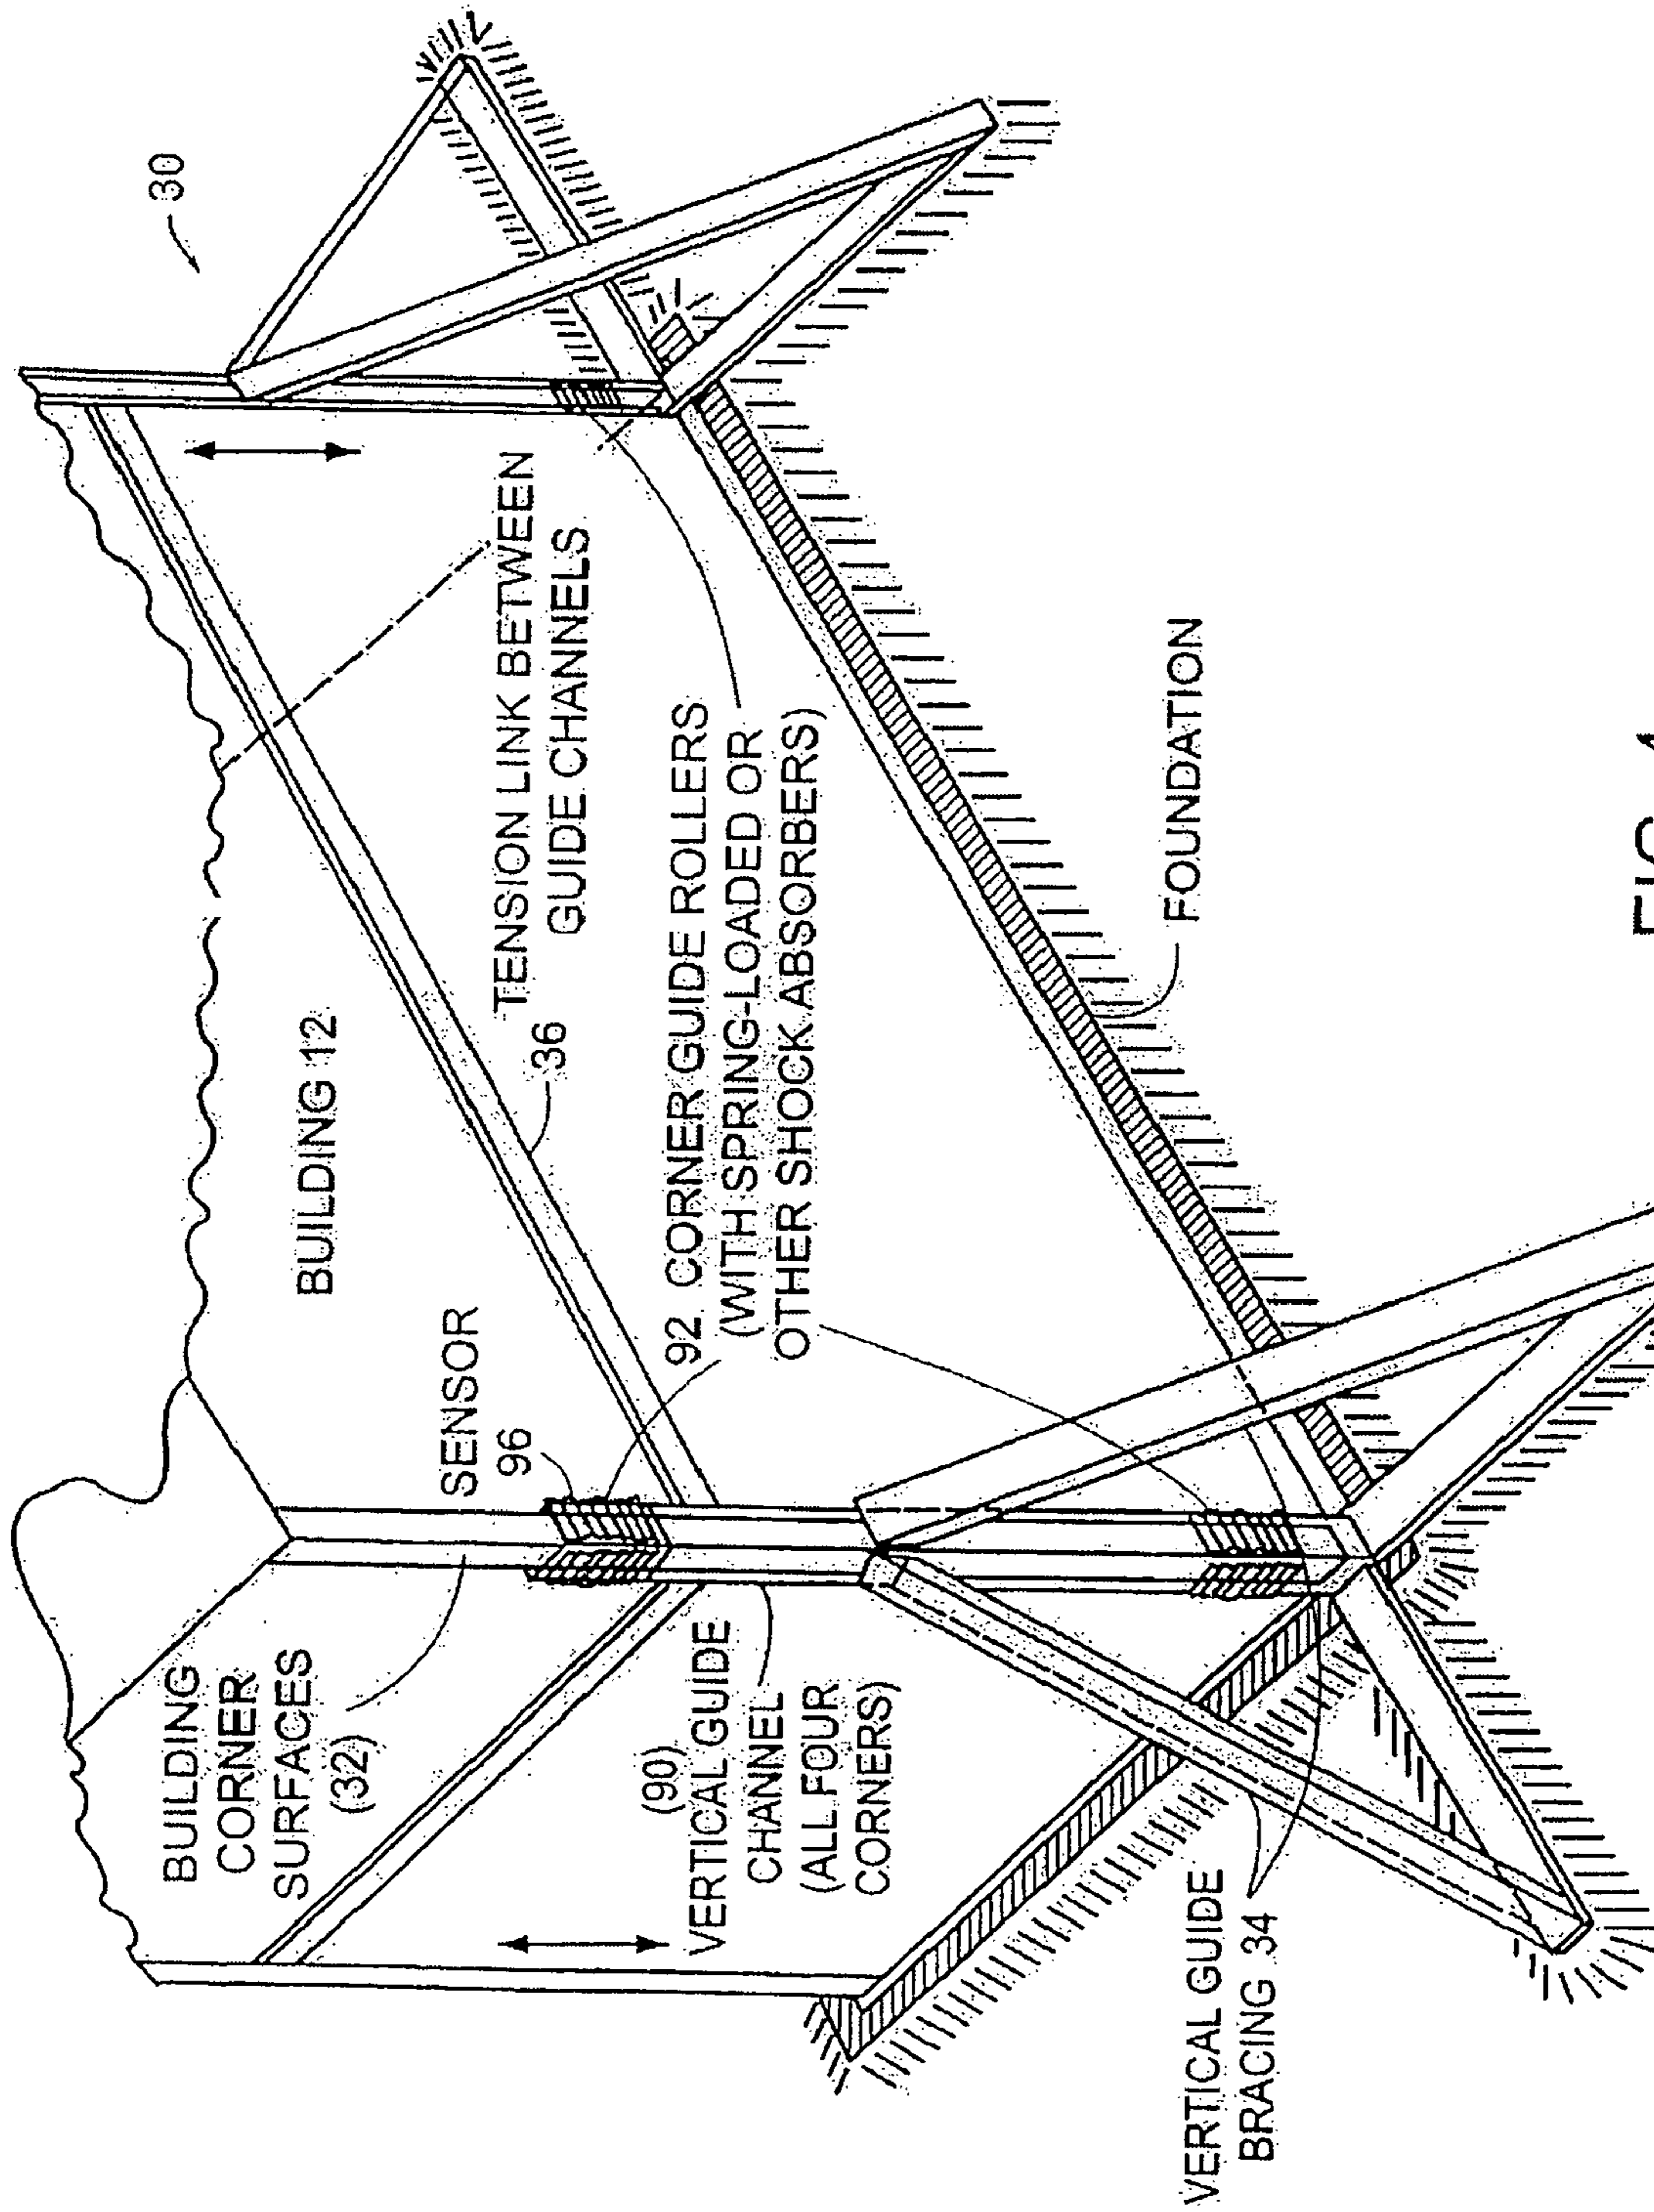 30
BUILDING 12
BUILDING
CORNER
SURFACES
(32)
SENSOR
96
TENSION LINK BETWEEN
GUIDE CHANNELS
36
92 CORNER GUIDE ROLLERS
(WITH SPRING-LOADED OR
OTHER SHOCK ABSORBERS)
(90)
VERTICAL GUIDE
CHANNEL
(ALL FOUR
CORNERS)
FOUNDATION
VERTICAL GUIDE
BRACING 34